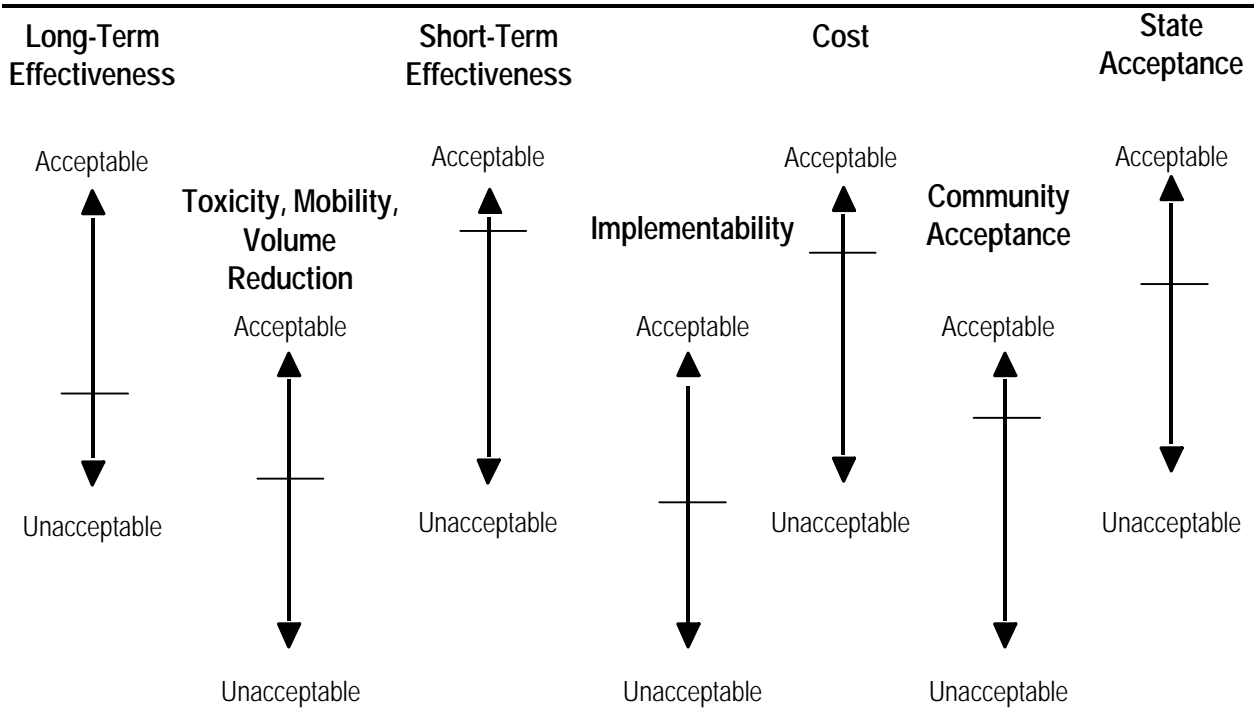 Long-Term
Effectiveness
Short-Term
Effectiveness
Cost
State
Acceptance
Acceptable
Acceptable
Acceptable
Acceptable
Toxicity, Mobility,
Volume
Reduction
Implementability
Community
Acceptance
Acceptable
Acceptable
Acceptable
Unacceptable
Unacceptable
Unacceptable
Unacceptable
Unacceptable
Unacceptable
Unacceptable